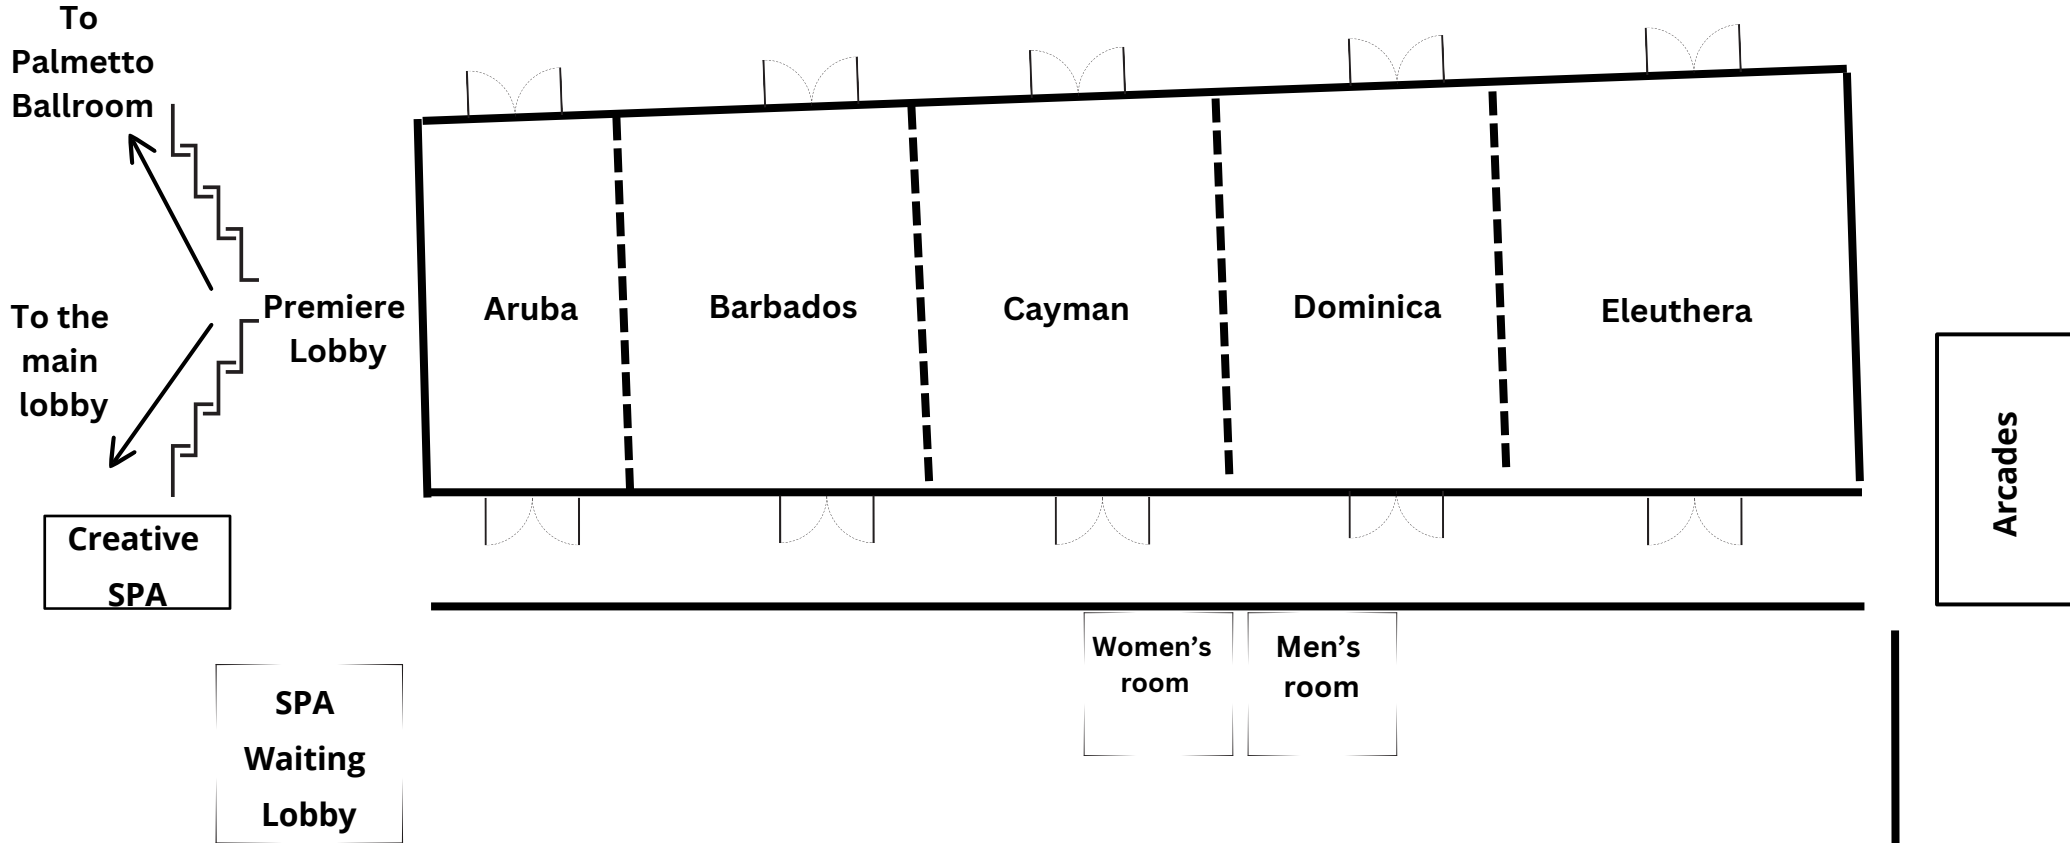 To
Palmetto
Ballroom
To the
main
lobby
Premiere
Lobby
Aruba
Barbados
Cayman
Dominica
Eleuthera
Arcades
Creative
SPA
Women’s
room
Men’s
room
SPA
Waiting
Lobby